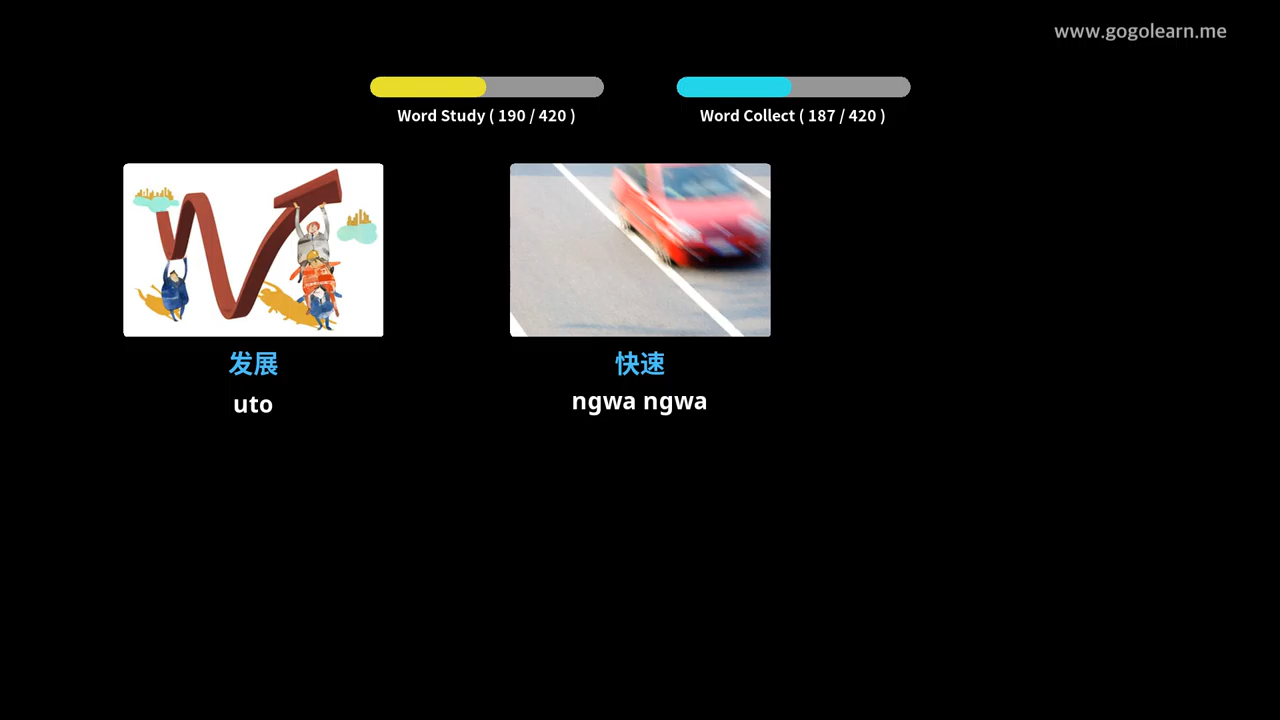 www.gogolearn.me
Word Study ( 190 / 420 )
Word Collect ( 187 / 420 )
发展
uto
快速
ngwa ngwa